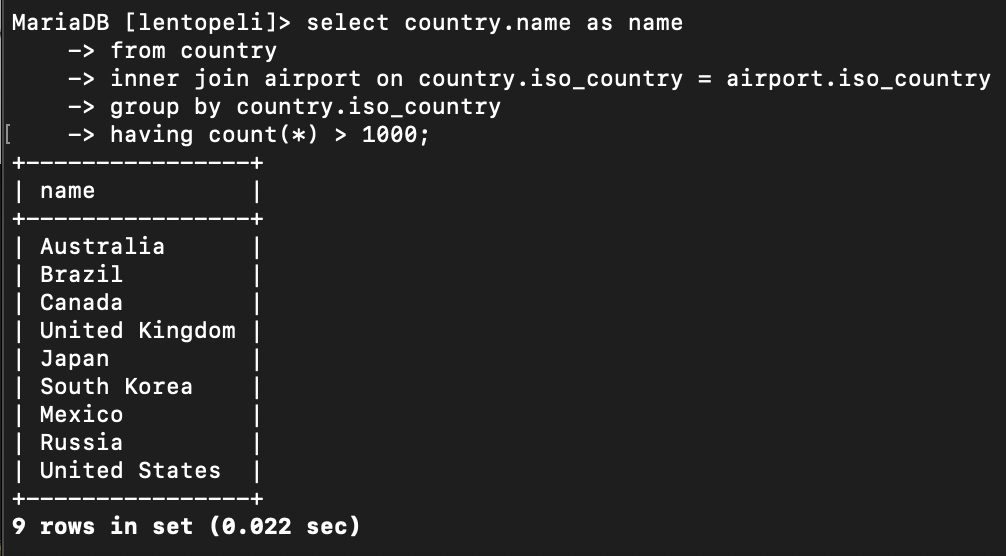 MariaDB [lentopeli]> select country.name as name
    -> from country
    -> inner join airport on country.iso_country = airport.iso_country
    -> group by country.iso_country
[    -> having count(*) > 1000;
+----------------+
| name           |
+----------------+
| Australia      |
| Brazil         |
| Canada         |
| United Kingdom |
| Japan          |
| South Korea    |
| Mexico         |
| Russia         |
| United States  |
+----------------+
9 rows in set (0.022 sec)